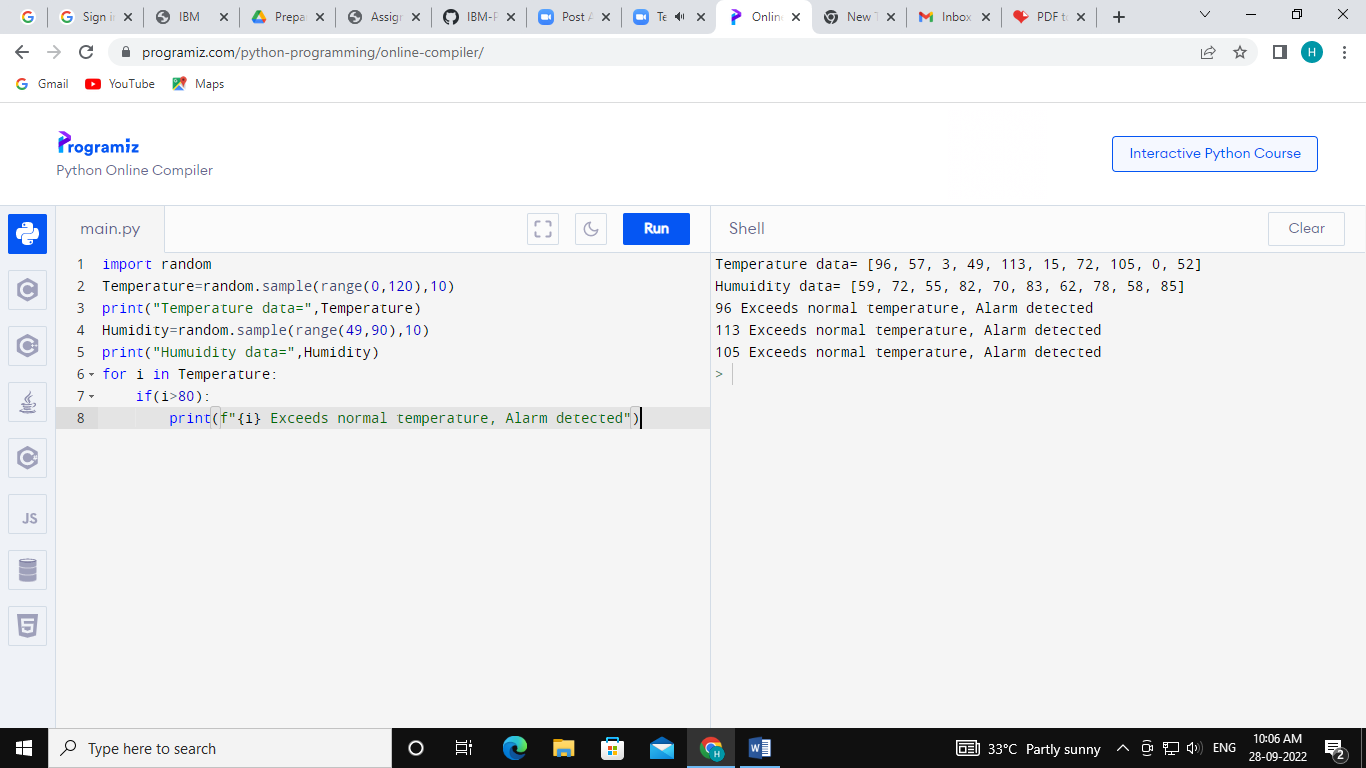 Sign i
IBM
Prepa
Assign
IBM-P
Post A
Te
Onlin
New T
Inbox
PDF to
programiz.com/python-programming/online-compiler/
H
Gmail
YouTube
Maps
Programiz
Python Online Compiler
Interactive Python Course
main.py
Run
Shell
Clear
1 import random
2 Temperature=random.sample(range(0,120),10)
3 print("Temperature data=",Temperature)
4 Humidity=random.sample(range(49,90),10)
5 print("Humuidity data=",Humidity)
6 for i in Temperature:
7 if(i>80):
8 print(f"{i} Exceeds normal temperature, Alarm detected")
Temperature data= [96, 57, 3, 49, 113, 15, 72, 105, 0, 52]
Humuidity data= [59, 72, 55, 82, 70, 83, 62, 78, 58, 85]
96 Exceeds normal temperature, Alarm detected
113 Exceeds normal temperature, Alarm detected
105 Exceeds normal temperature, Alarm detected
>
JS
Type here to search
33°C Partly sunny
ENG
10:06 AM
28-09-2022
2